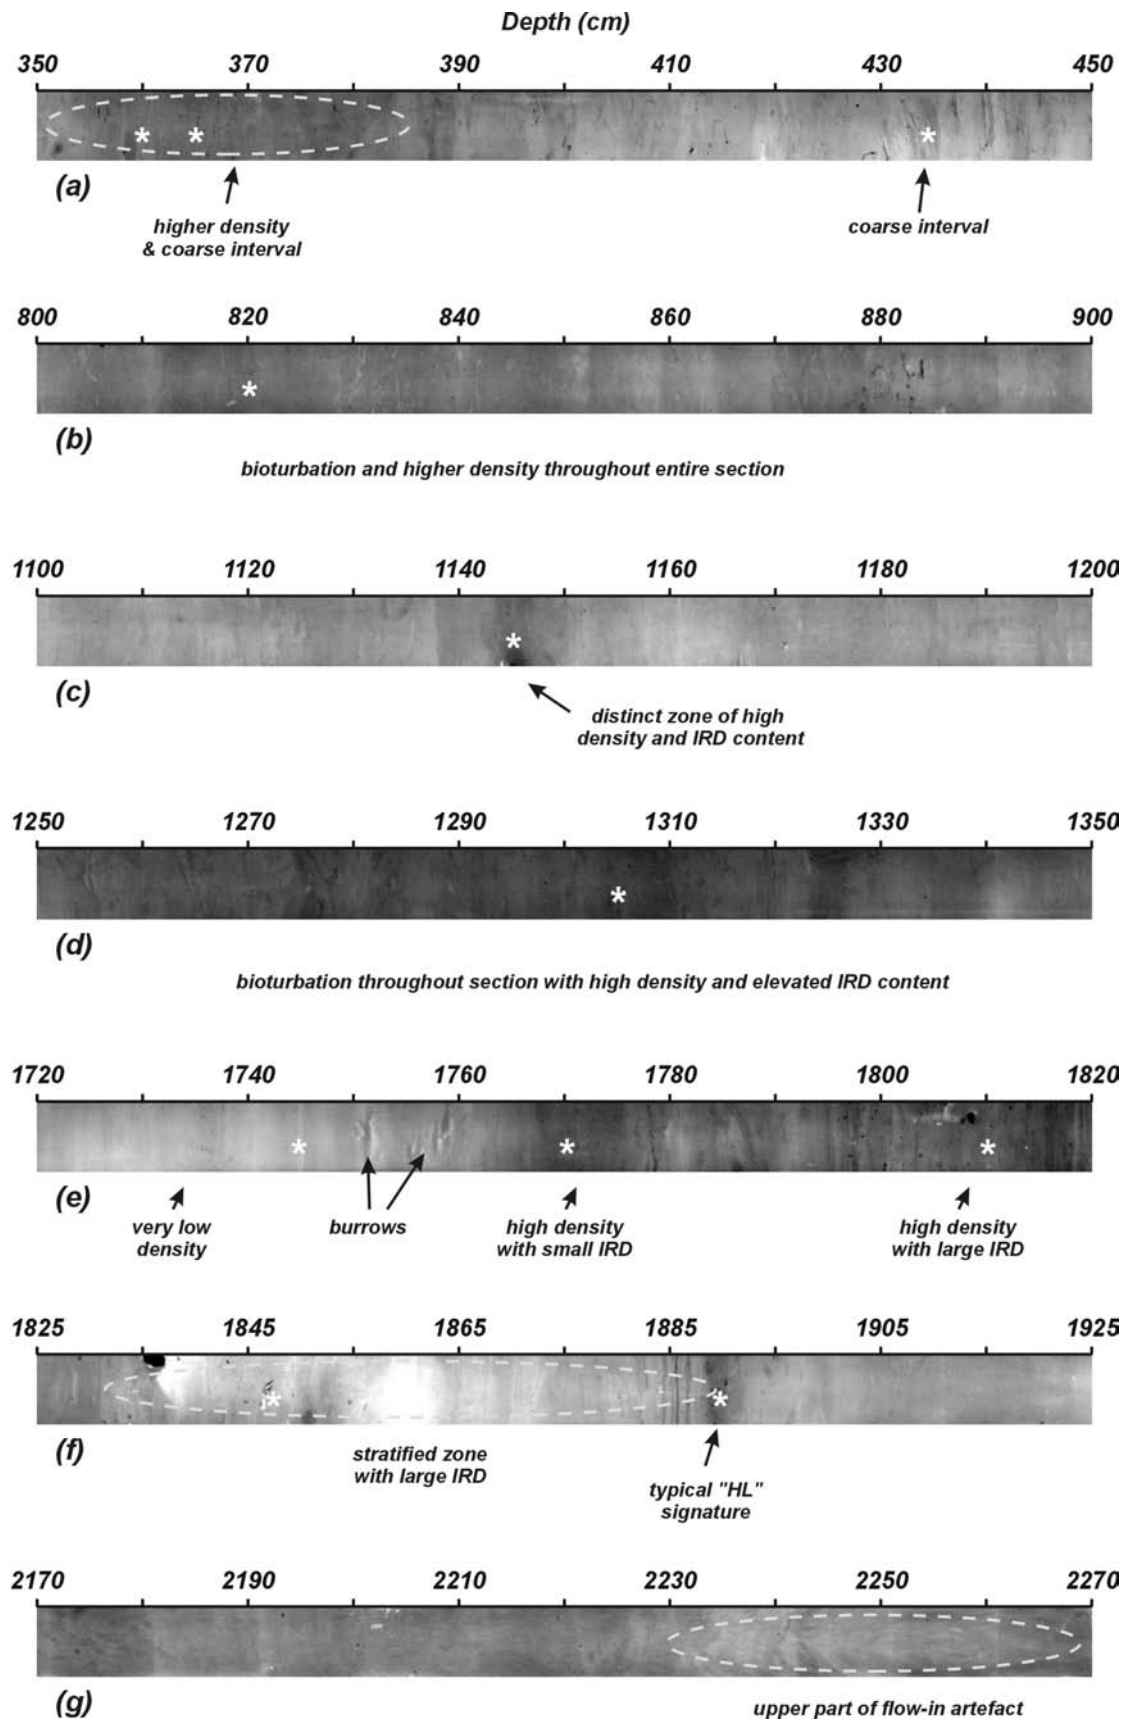 Depth (cm)
350 370 390 410 430 450
* * *
(a)
higher density
& coarse interval
coarse interval
800 820 840 860 880 900
*
(b)
bioturbation and higher density throughout entire section
1100 1120 1140 1160 1180 1200
*
(c)
distinct zone of high
density and IRD content
1250 1270 1290 1310 1330 1350
*
(d)
bioturbation throughout section with high density and elevated IRD content
1720 1740 1760 1780 1800 1820
* * *
(e)
very low
density
burrows
high density
with small IRD
high density
with large IRD
1825 1845 1865 1885 1905 1925
* *
(f)
stratified zone
with large IRD
typical "HL"
signature
2170 2190 2210 2230 2250 2270
(g)
upper part of flow-in artefact